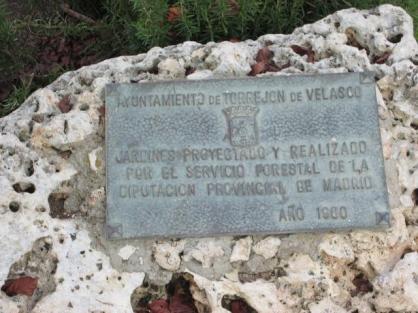 AYUNTAMIENTO DE TORREJON DE VELASCO
JARDINES PROYECTADO Y REALIZADO
POR EL SERVICIO FORESTAL DE LA
DIPUTACION PROVINCIAL DE MADRID
AÑO 1980